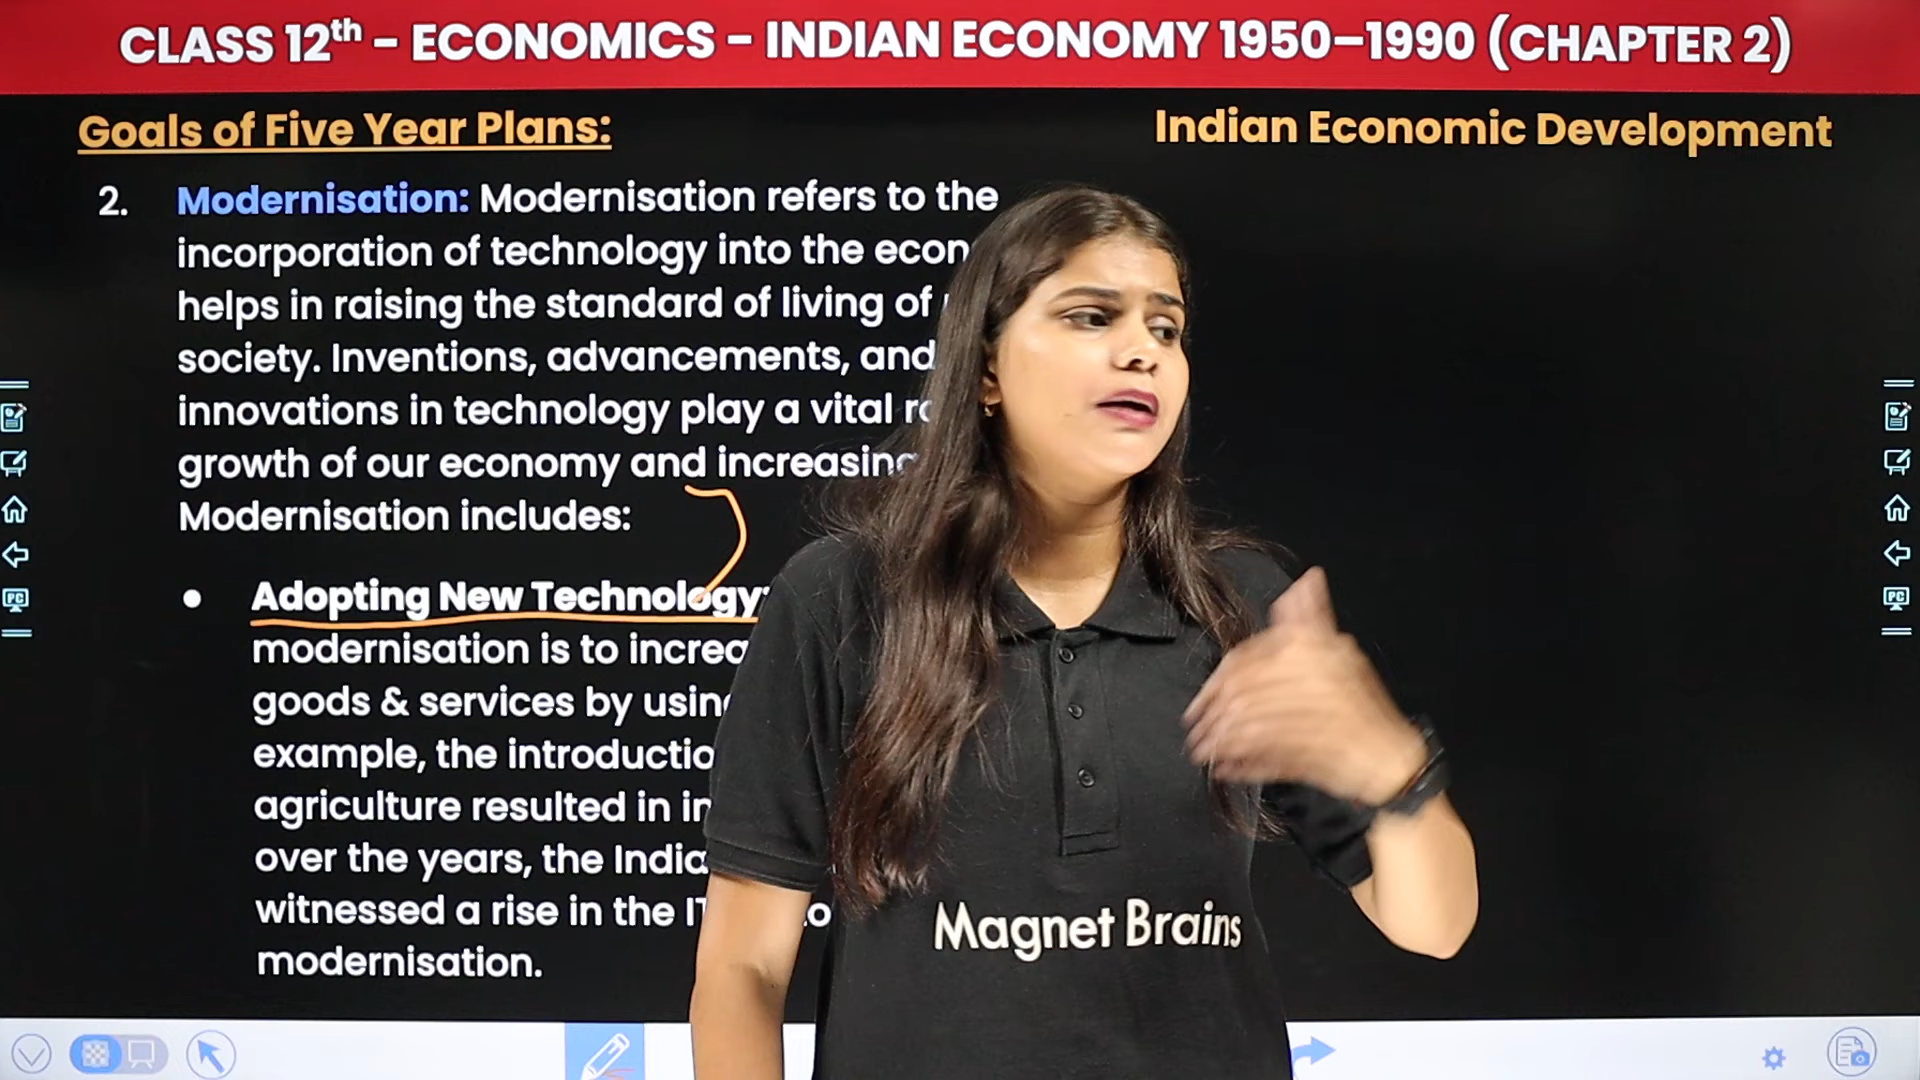 CLASS 12th – ECONOMICS – INDIAN ECONOMY 1950–1990 (CHAPTER 2)
Goals of Five Year Plans:
Indian Economic Development
2. Modernisation: Modernisation refers to the
incorporation of technology into the
helps in raising the standard of living of
society. Inventions, advancements, and
innovations in technology play a vital
growth of our economy and
Modernisation includes:
• Adopting New Technology:
modernisation is to
goods & services by
example, the
agriculture resulted in
over the years, the
witnessed a rise in the
modernisation.
Magnet Brains
PC
PC